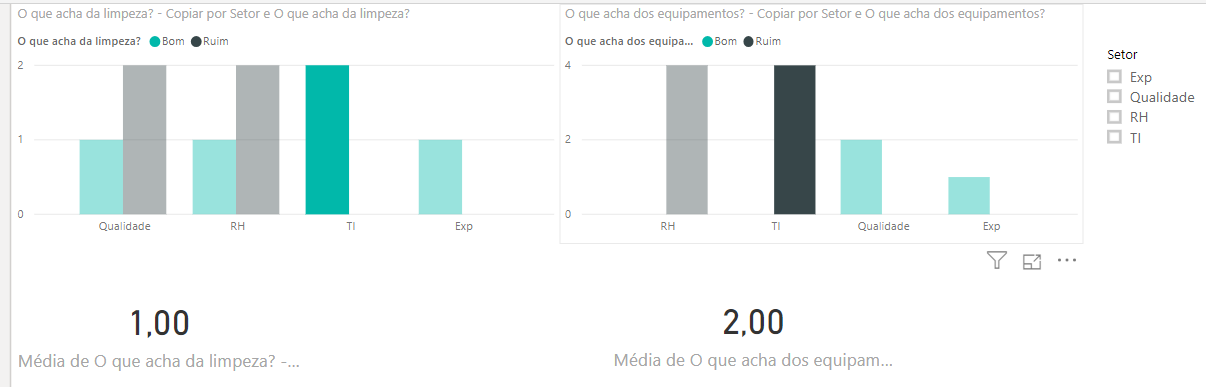 O que acha da limpeza? - Copiar por Setor e O que acha da limpeza?
O que acha da limpeza? Bom Ruim
2
1
0
Qualidade RH TI Exp
O que acha dos equipamentos? - Copiar por Setor e O que acha dos equipamentos?
O que acha dos equipa... Bom Ruim
4
2
0
RH TI Qualidade Exp
Setor
Exp
Qualidade
RH
TI
1,00
Média de O que acha da limpeza? -...
2,00
Média de O que acha dos equipam...